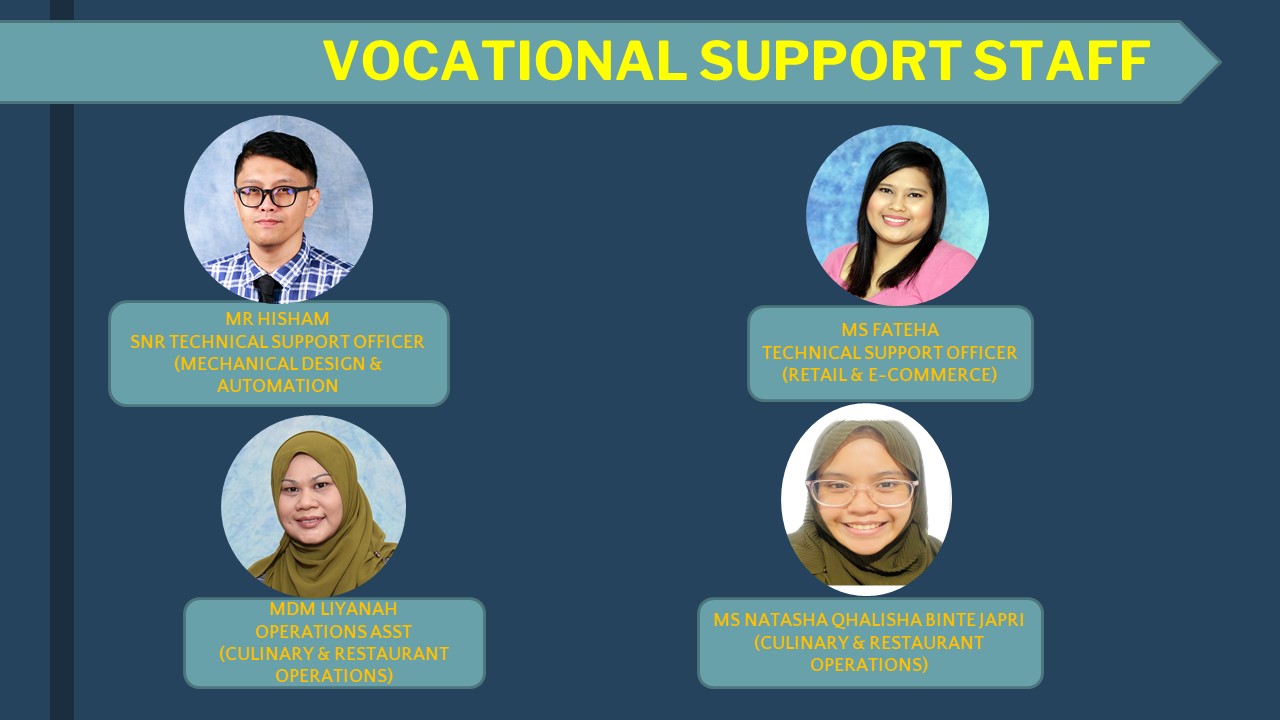 VOCATIONAL SUPPORT STAFF
MR HISHAM
SNR TECHNICAL SUPPORT OFFICER
(MECHANICAL DESIGN &
AUTOMATION
MS FATEHA
TECHNICAL SUPPORT OFFICER
(RETAIL & E-COMMERCE)
MDM LIYANAH
OPERATIONS ASST
(CULINARY & RESTAURANT
OPERATIONS)
MS NATASHA QHALISHA BINTE JAPRI
(CULINARY & RESTAURANT
OPERATIONS)